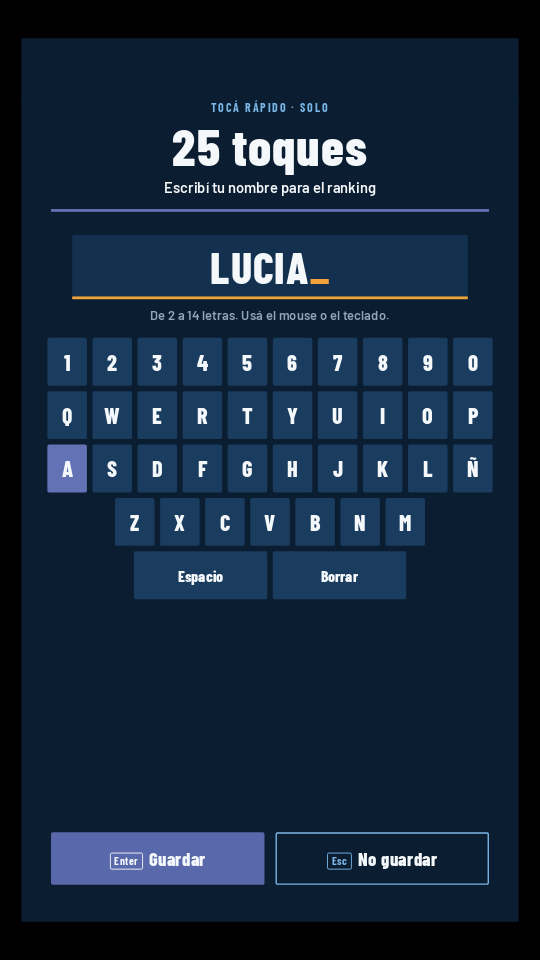 TOCÁ RÁPIDO · SOLO
25 toques
Escribí tu nombre para el ranking
LUCIA_
De 2 a 14 letras. Usá el mouse o el teclado.
1 2 3 4 5 6 7 8 9 0
Q W E R T Y U I O P
A S D F G H J K L Ñ
Z X C V B N M
Espacio Borrar
Enter Guardar Esc No guardar